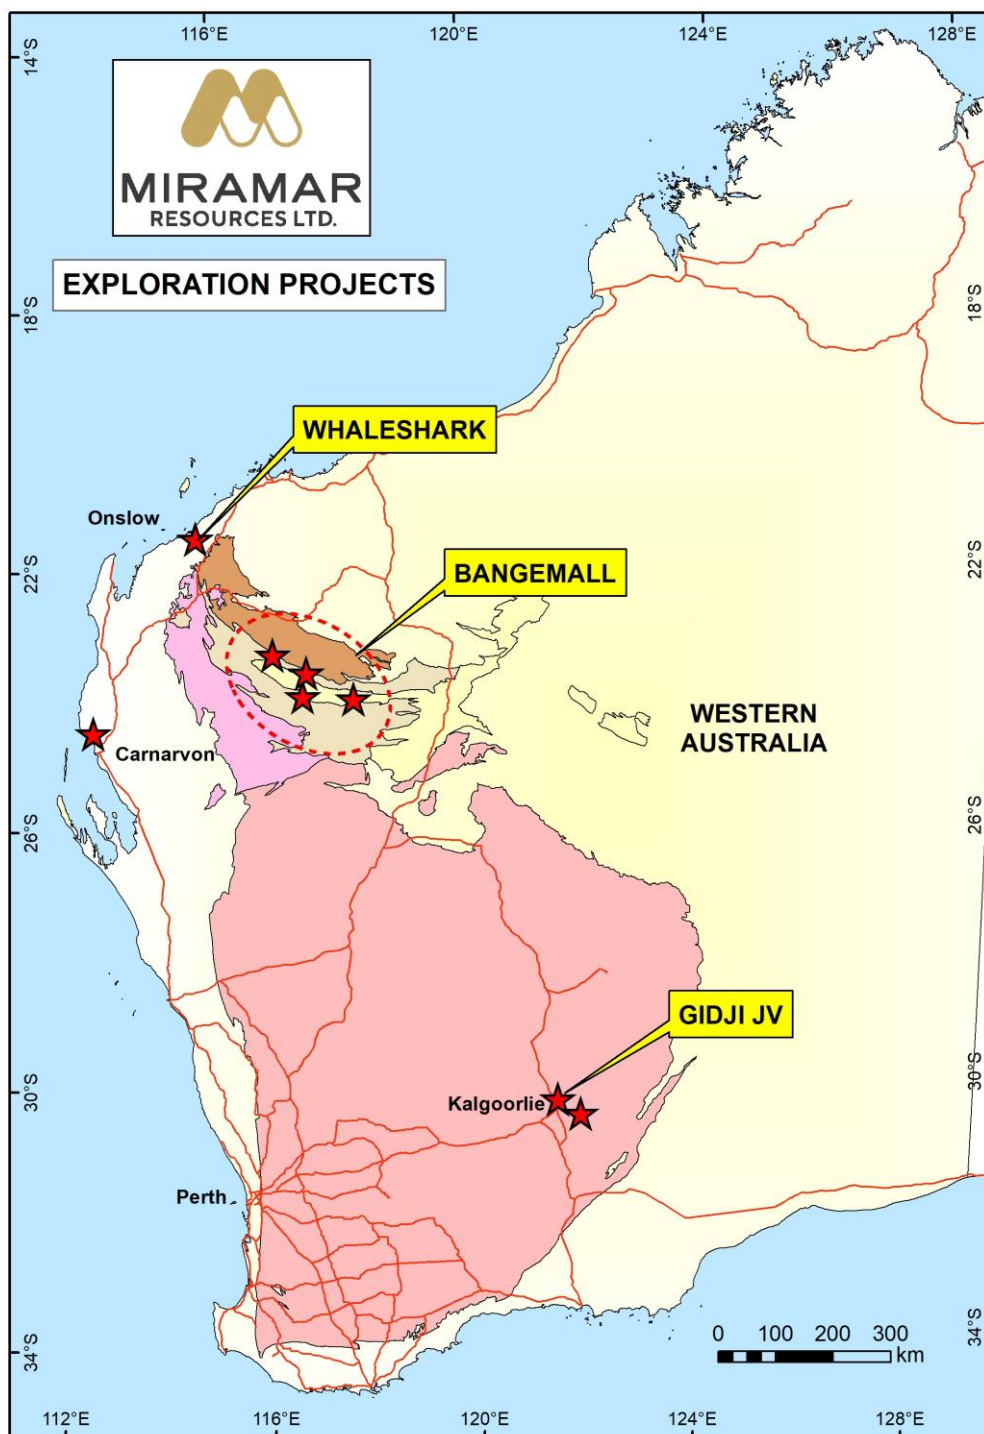 116°E
120°E
124°E
128°E
14°S
MIRAMAR
RESOURCES LTD.
EXPLORATION PROJECTS
18°S
18°S
WHALESHARK
Onslow
22°S
22°S
BANGEMALL
WESTERN
AUSTRALIA
Carnarvon
26°S
26°S
GIDJI JV
30°S
30°S
Kalgoorlie
Perth
34°S
34°S
0 100 200 300
km
112°E
116°E
120°E
124°E
128°E